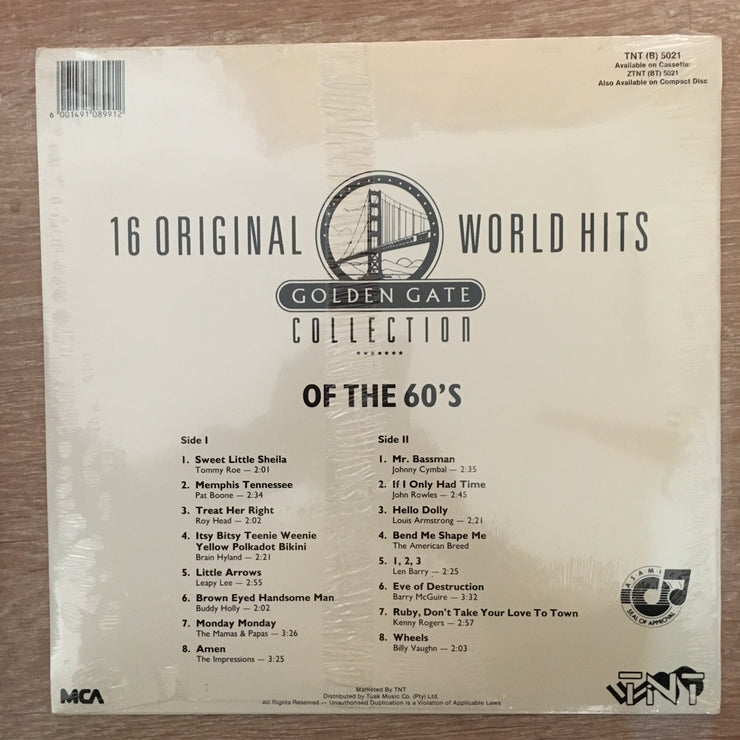 6 001491 089912
TNT (B) 5021
Available on Cassette:
ZTNT (BT) 5021
Also Available on Compact Disc
16 ORIGINAL WORLD HITS
GOLDEN GATE
COLLECTION
OF THE 60'S
Side I
1. Sweet Little Sheila
Tommy Roe — 2:01
2. Memphis Tennessee
Pat Boone — 2:34
3. Treat Her Right
Roy Head — 2:02
4. Itsy Bitsy Teenie Weenie
Yellow Polkadot Bikini
Brain Hyland — 2:21
5. Little Arrows
Leapy Lee — 2:55
6. Brown Eyed Handsome Man
Buddy Holly — 2:02
7. Monday Monday
The Mamas & Papas — 3:26
8. Amen
The Impressions — 3:25
Side II
1. Mr. Bassman
Johnny Cymbal — 2:35
2. If I Only Had Time
John Rowles — 2:45
3. Hello Dolly
Louis Armstrong — 2,21
4. Bend Me Shape Me
The American Breed
5. 1, 2, 3
Len Barry — 2:25
6. Eve of Destruction
Barry McGuire — 3:32
7. Ruby, Don't Take Your Love To Town
Kenny Rogers — 2:57
8. Wheels
Billy Vaughn — 2:03
ASAMI
SEAL OF APPROVAL
MCA
Marketed By TNT
Distributed by Tusk Music Co. (Pty) Ltd.
All Rights Reserved — Unauthorised Duplication is a Violation of Applicable Laws
TNT